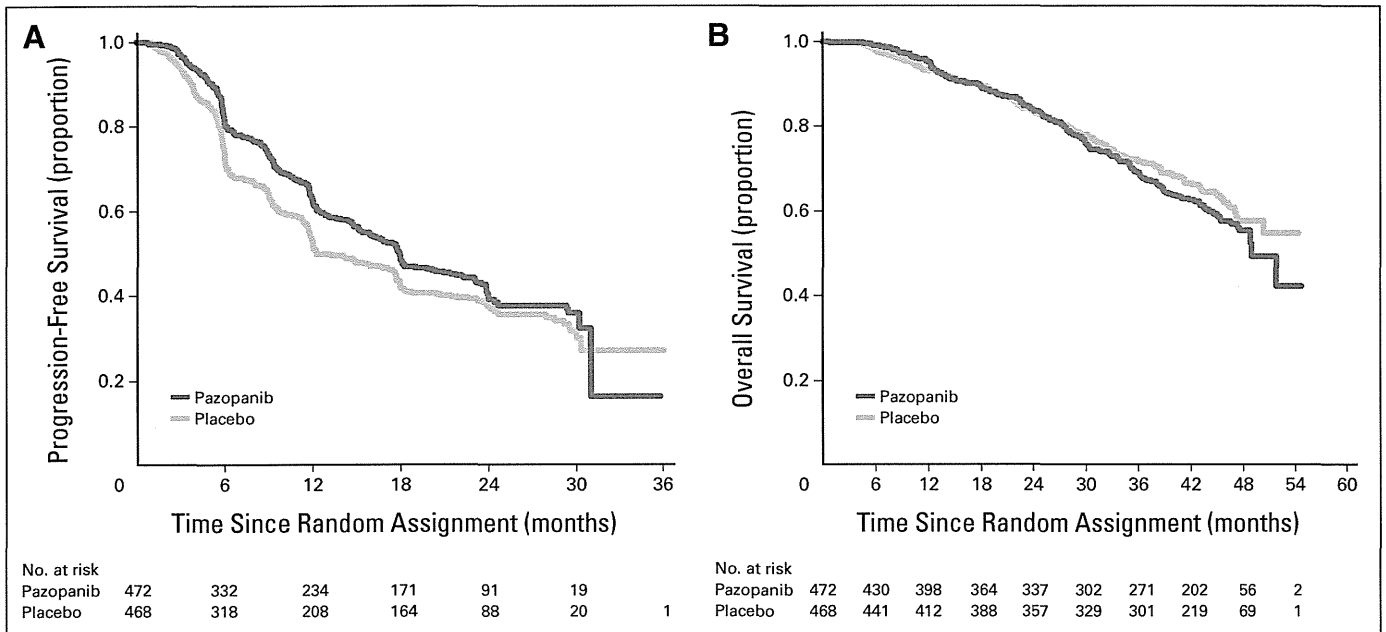 A
Progression-Free Survival (proportion)
1.0
0.8
0.6
0.4
0.2
Pazopanib
Placebo
0 6 12 18 24 30 36
Time Since Random Assignment (months)
No. at risk
Pazopanib 472 332 234 171 91 19
Placebo 468 318 208 164 88 20 1
B
Overall Survival (proportion)
1.0
0.8
0.6
0.4
0.2
Pazopanib
Placebo
0 6 12 18 24 30 36 42 48 54 60
Time Since Random Assignment (months)
No. at risk
Pazopanib 472 430 398 364 337 302 271 202 56 2
Placebo 468 441 412 388 357 329 301 219 69 1